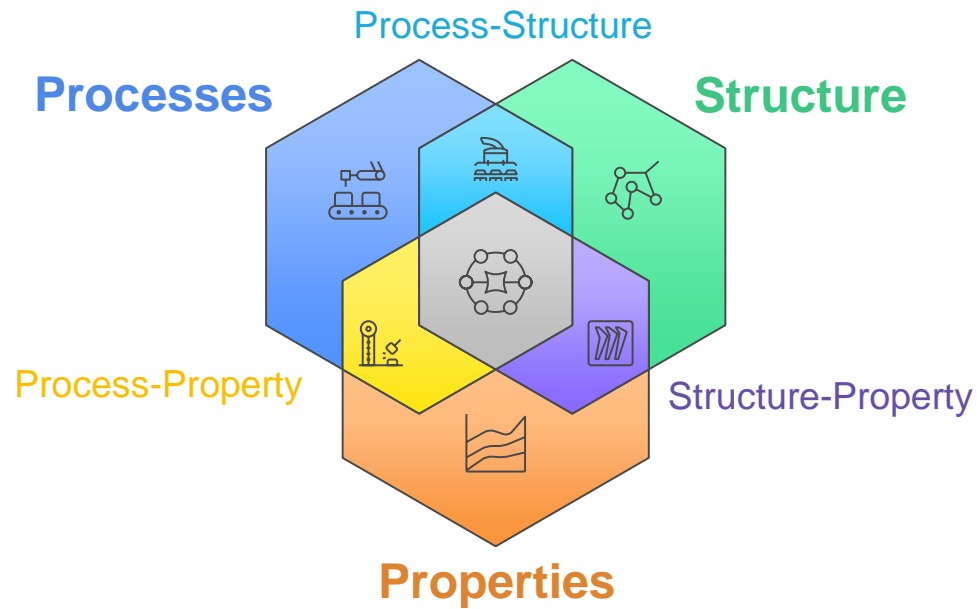 Process-Structure
Processes
Structure
Process-Property
Structure-Property
Properties